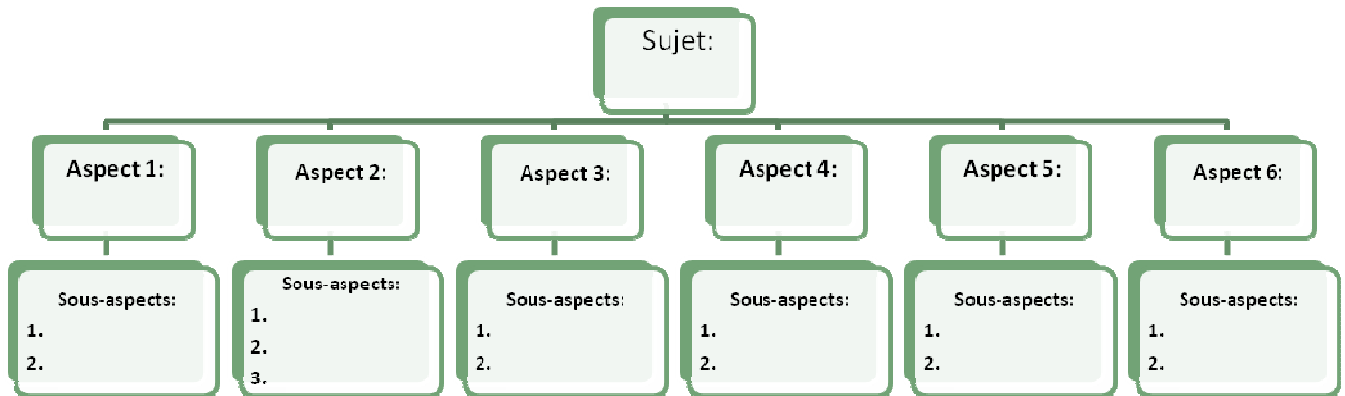 Sujet:
Aspect 1:
Aspect 2:
Aspect 3:
Aspect 4:
Aspect 5:
Aspect 6:
Sous-aspects:
1.
2.
Sous-aspects:
1.
2.
3.
Sous-aspects:
1.
2.
Sous-aspects:
1.
2.
Sous-aspects:
1.
2.
Sous-aspects:
1.
2.